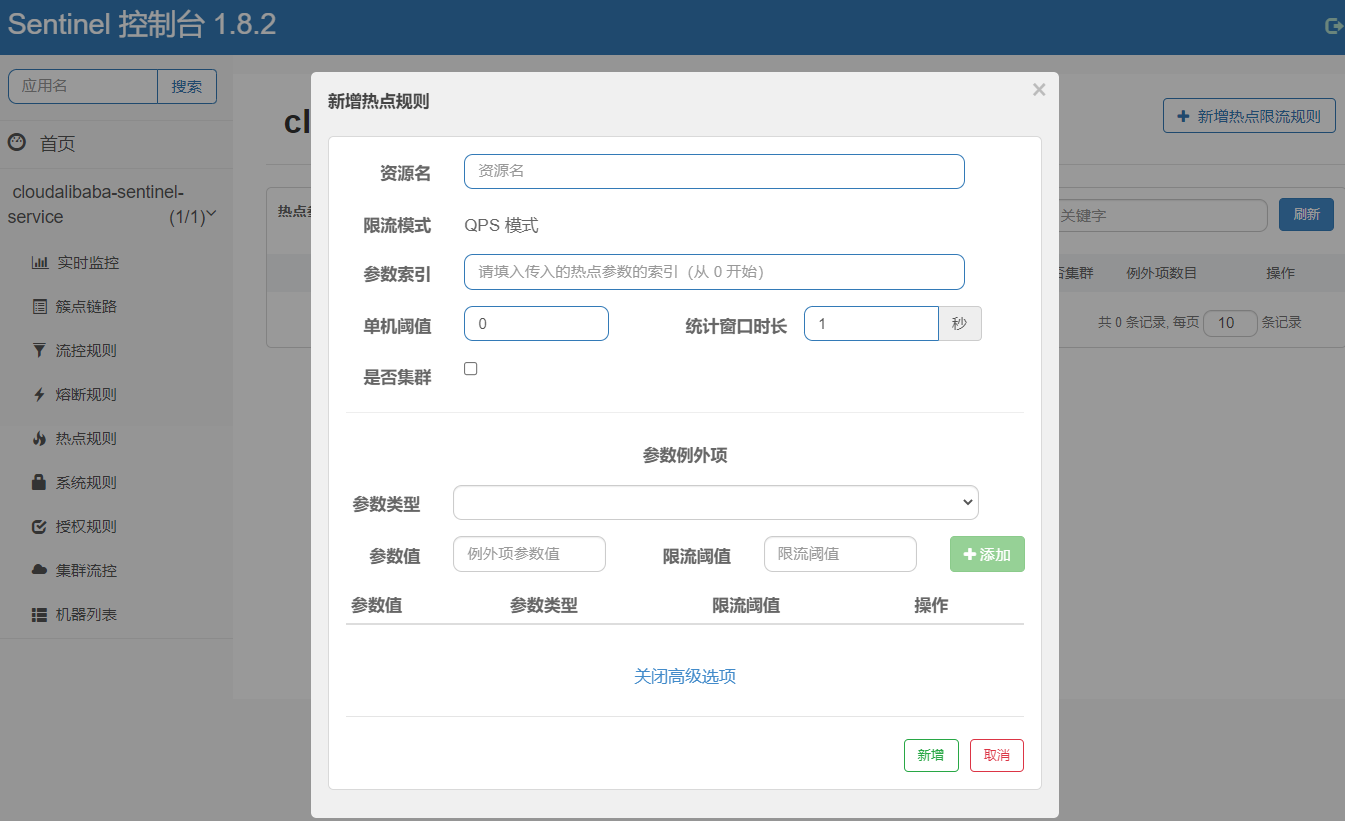 Sentinel 控制台 1.8.2
应用名 搜索
首页
cloudalibaba-sentinel-
service (1/1)
实时监控
簇点链路
流控规则
熔断规则
热点规则
系统规则
授权规则
集群流控
机器列表
cl
新增热点限流规则
热点
关键字 刷新
集群 例外项数目 操作
共 0 条记录, 每页 10 条记录
新增热点规则 ×
资源名 资源名
限流模式 QPS 模式
参数索引 请填入传入的热点参数的索引（从 0 开始）
单机阈值 0 统计窗口时长 1 秒
是否集群
参数例外项
参数类型
参数值 例外项参数值 限流阈值 限流阈值 添加
参数值 参数类型 限流阈值 操作
关闭高级选项
新增 取消